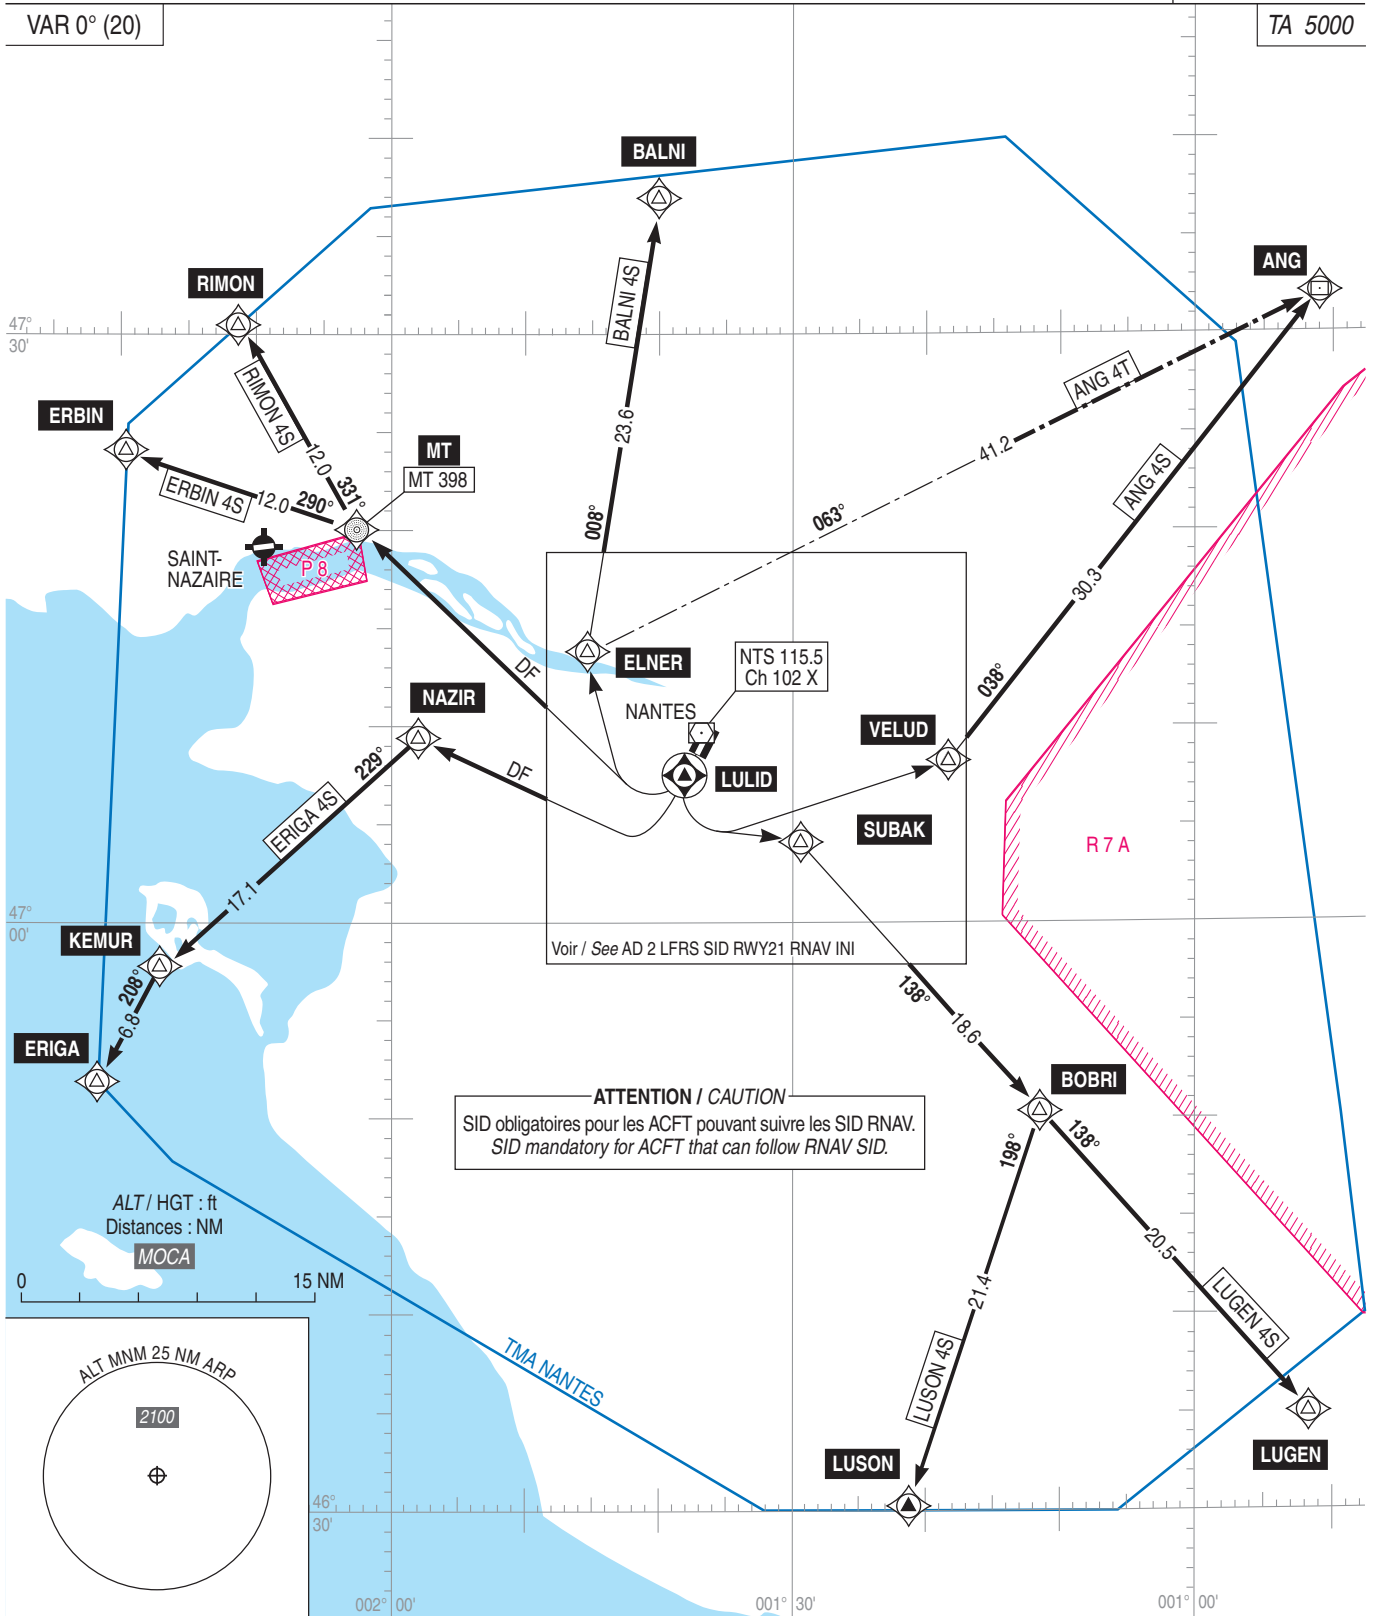 VAR 0° (20)
TA 5000
BALNI
ANG
RIMON
BALNI 4S
47°
30'
RIMON 4S
ANG 4T
ERBIN
23.6
MT
MT 398
12.0
41.2
ERBIN 4S
12.0
290°
331°
ANG 4S
008°
063°
SAINT-
NAZAIRE
P 8
30.3
ELNER
NTS 115.5
Ch 102 X
DF
038°
NAZIR
NANTES
VELUD
229°
DF
LULID
ERIGA 4S
SUBAK
R 7 A
17.1
47°
00'
KEMUR
Voir / See AD 2 LFRS SID RWY21 RNAV INI
208°
138°
6.8
18.6
ERIGA
BOBRI
ATTENTION / CAUTION
SID obligatoires pour les ACFT pouvant suivre les SID RNAV.
SID mandatory for ACFT that can follow RNAV SID.
198°
138°
ALT / HGT : ft
Distances : NM
MOCA
20.5
0
15 NM
21.4
LUGEN 4S
TMA NANTES
ALT MNM 25 NM ARP
LUSON 4S
2100
LUGEN
LUSON
46°
30'
002° 00'
001° 30'
001° 00'